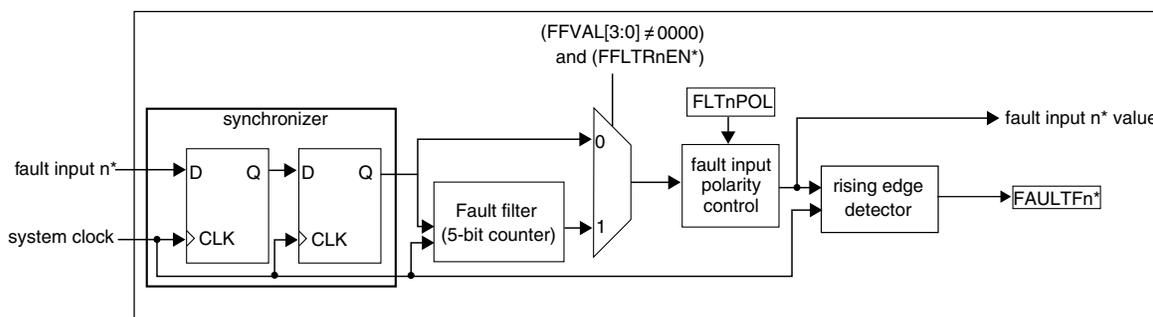 (FFVAL[3:0] ≠ 0000)
and (FFLTRnEN*)
FLTnPOL
synchronizer
fault input n* value
0
fault input n*
D
Q
D
Q
fault input
polarity
control
rising edge
detector
FAULTFn*
Fault filter
(5-bit counter)
1
system clock
CLK
CLK